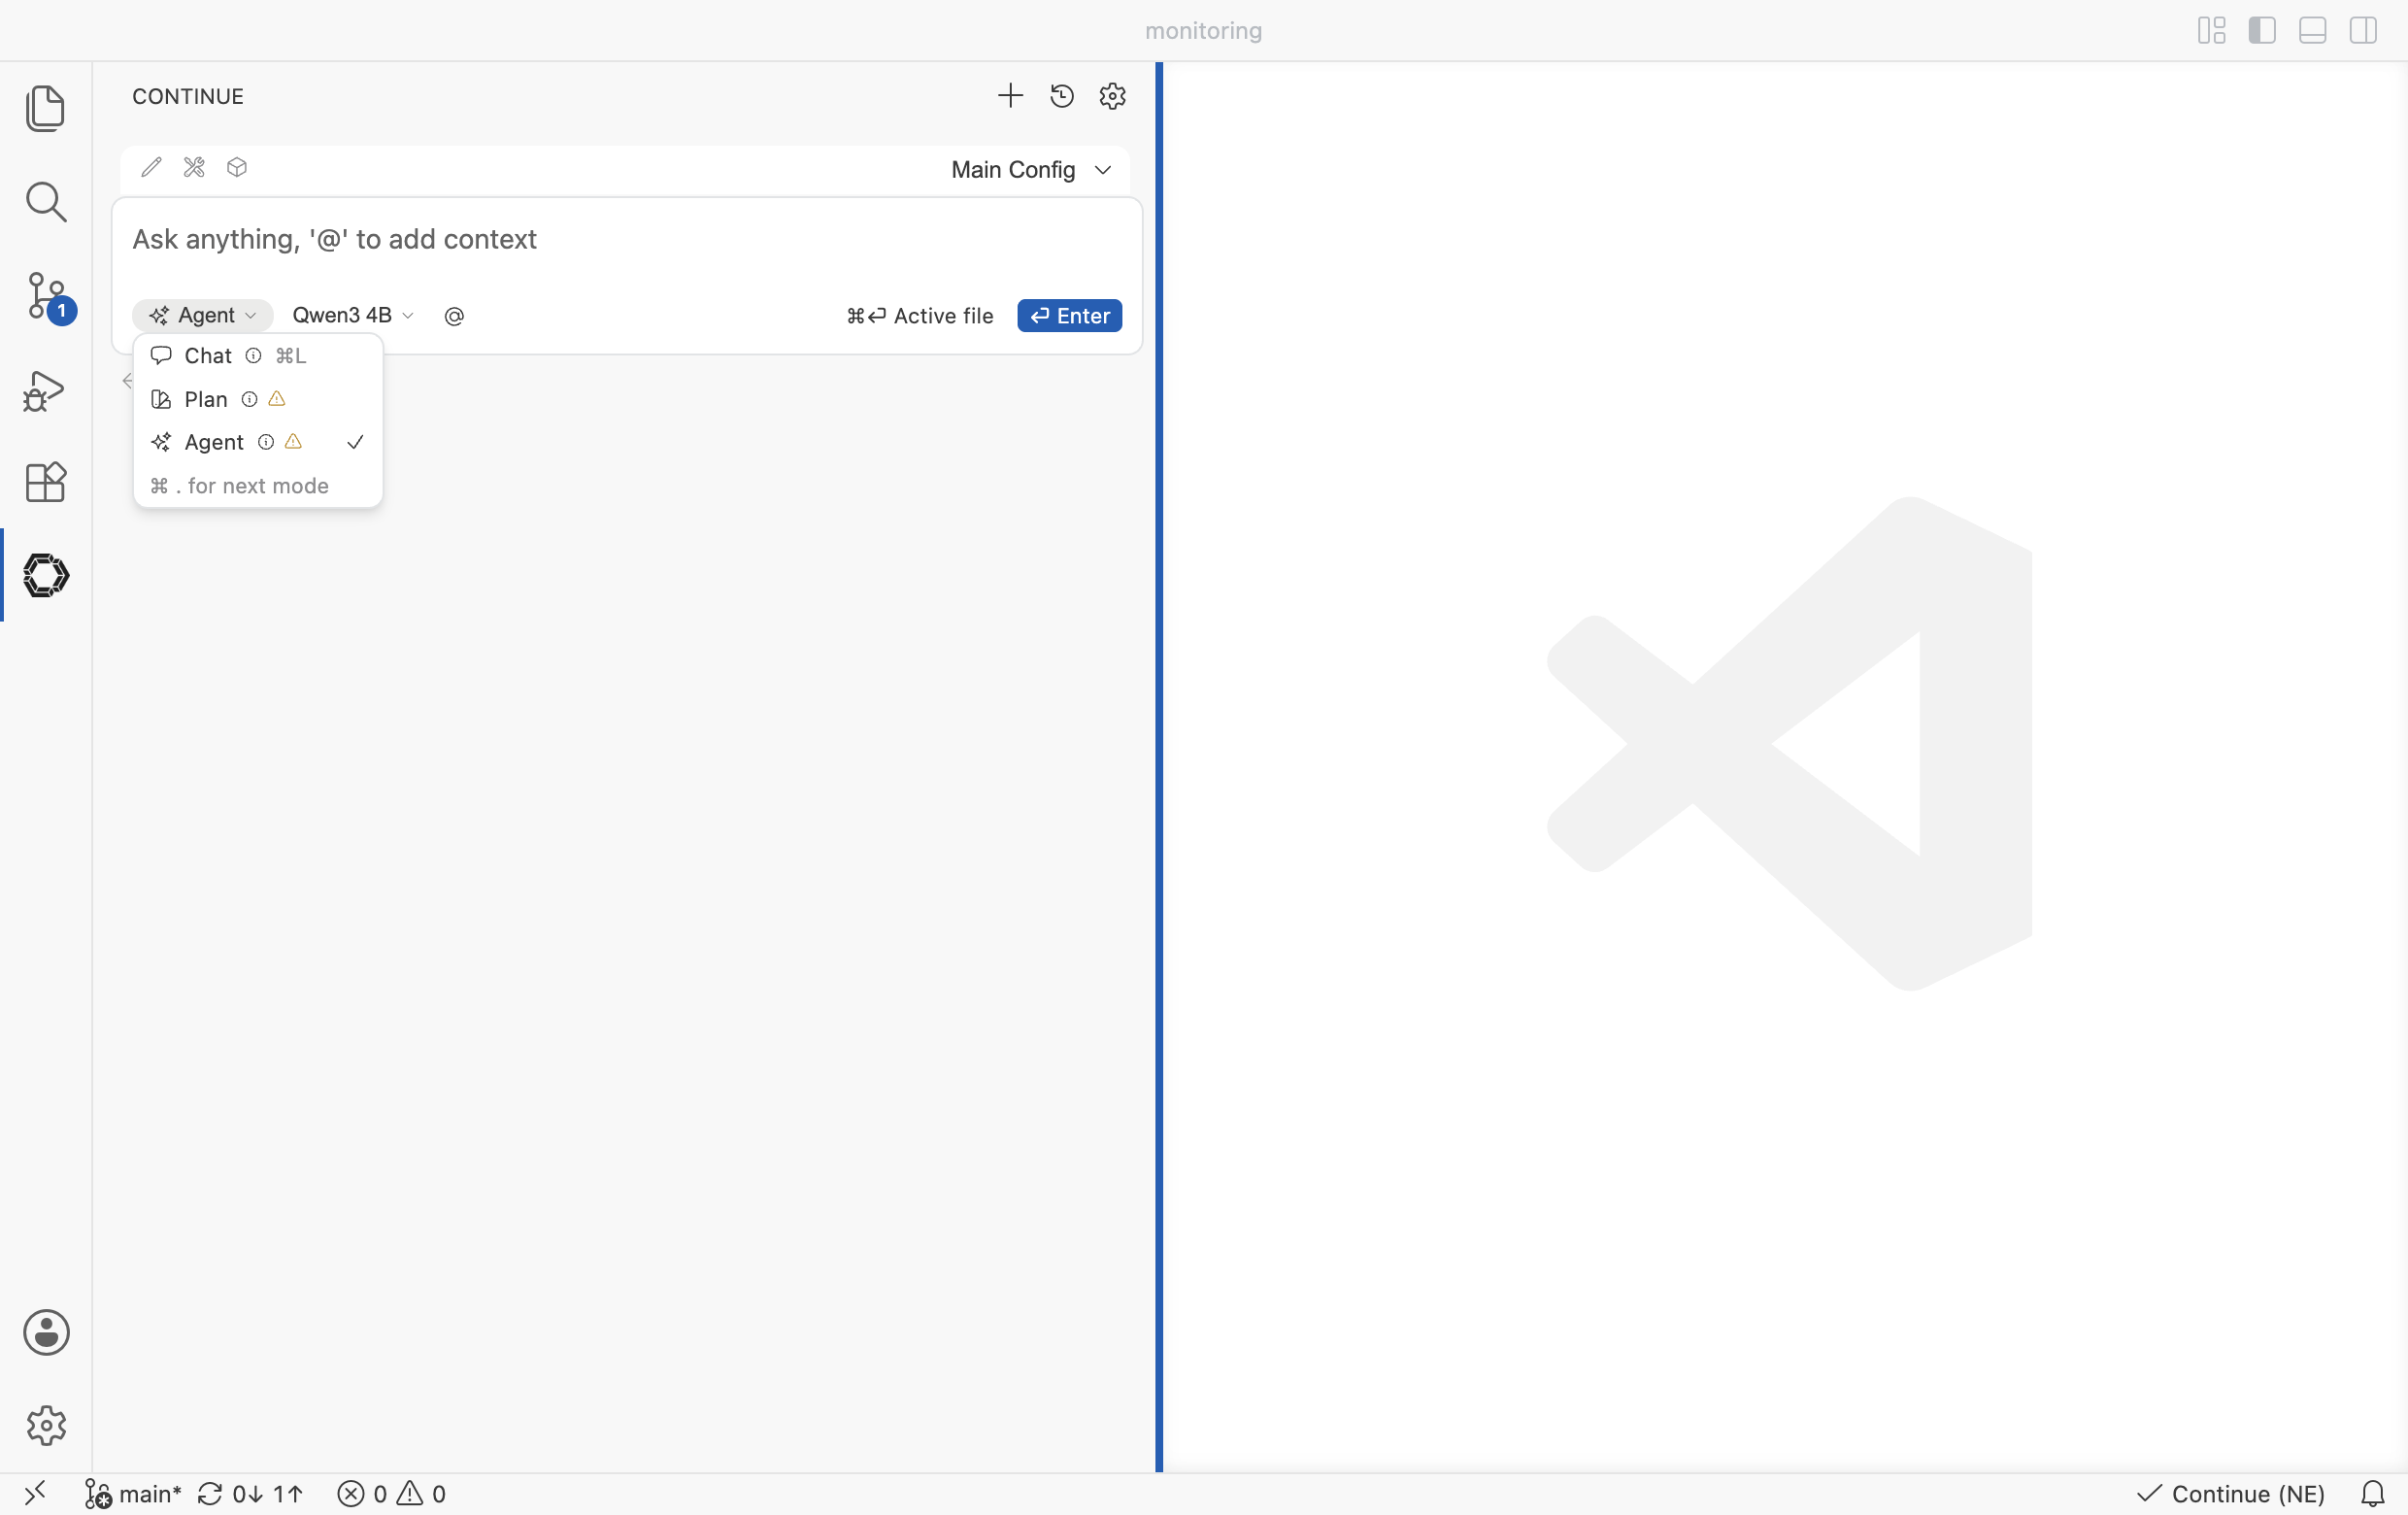 monitoring
CONTINUE
Main Config
Ask anything, '@' to add context
Agent Qwen3 4B @ ⌘⏎ Active file ⏎ Enter
Chat ⌘L
Plan
Agent
⌘ . for next mode
1
main* 0↓ 1↑ 0 0 Continue (NE)